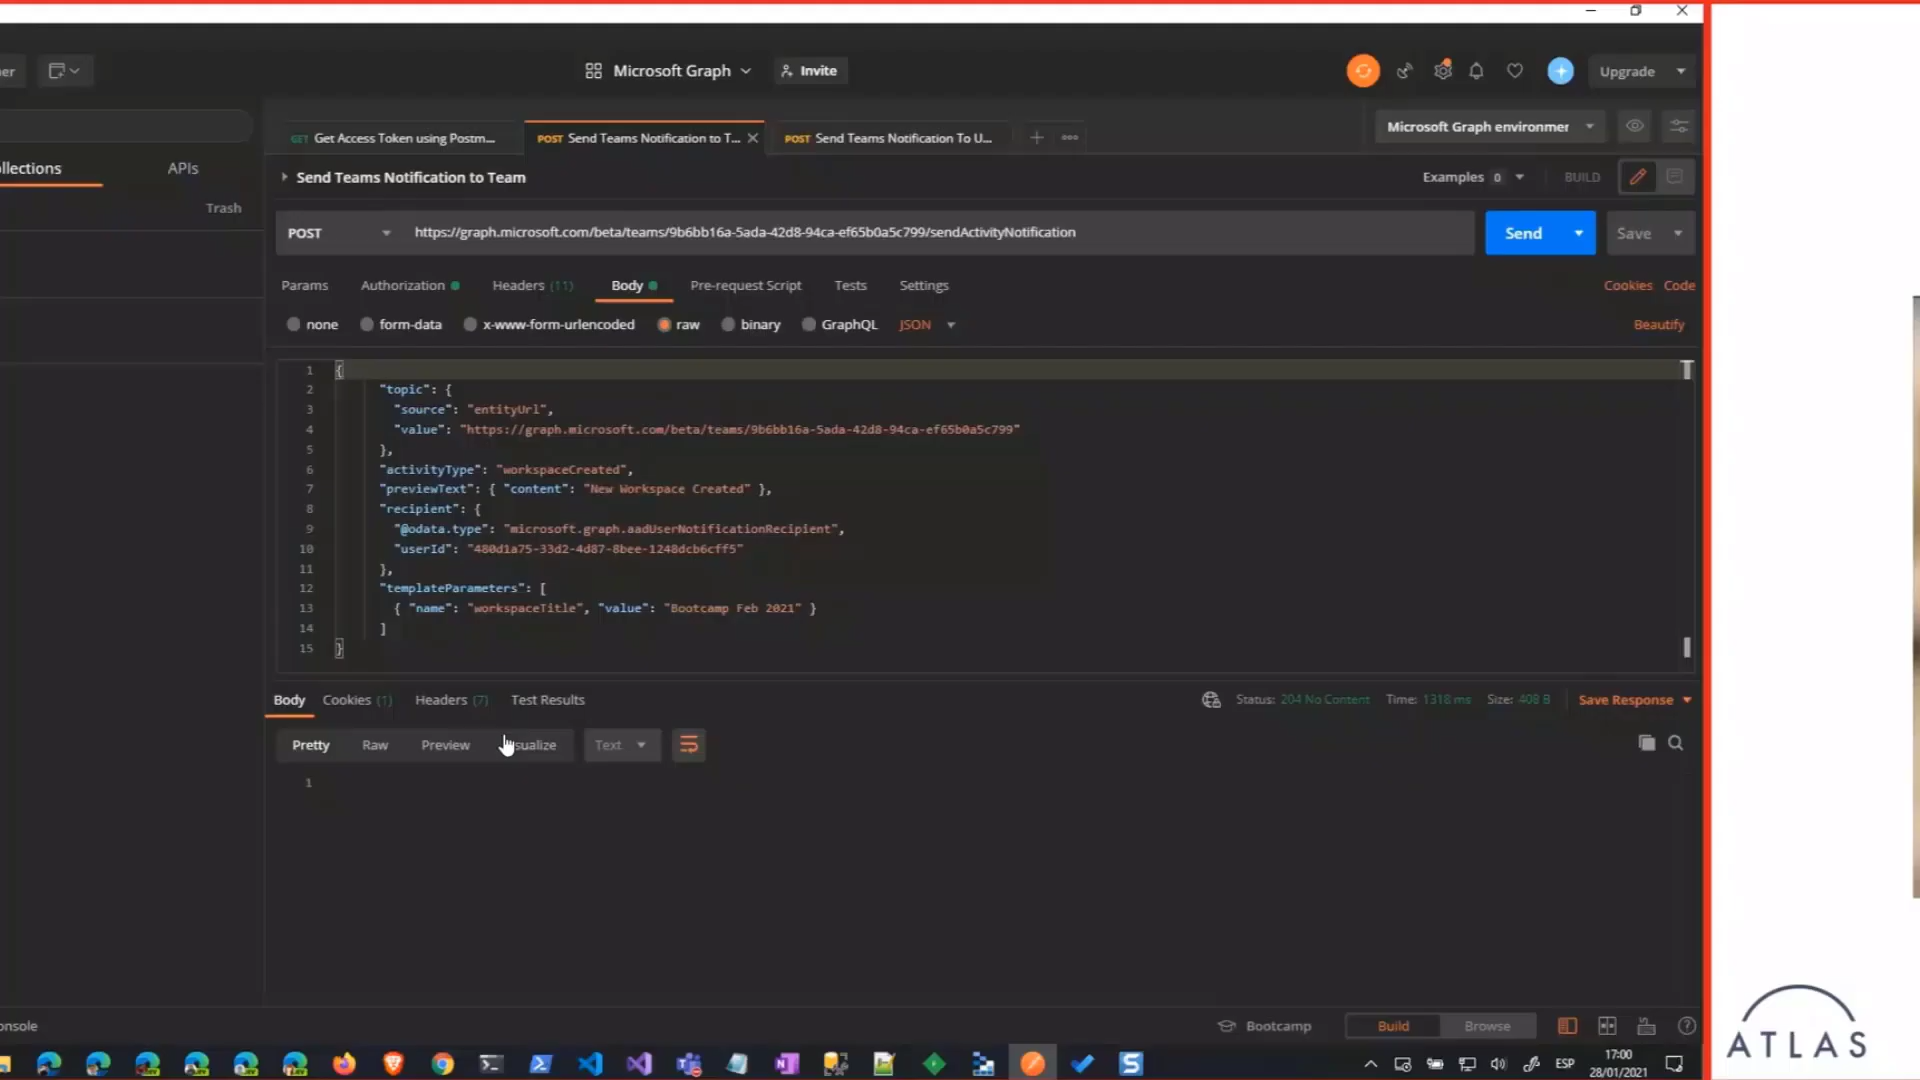 er
Microsoft Graph
Invite
Upgrade
GET Get Access Token using Postm...
POST Send Teams Notification to T...
POST Send Teams Notification To U...
Microsoft Graph environmer
ollections
APIs
Trash
Send Teams Notification to Team
Examples 0
BUILD
POST
https://graph.microsoft.com/beta/teams/9b6bb16a-5ada-42d8-94ca-ef65b0a5c799/sendActivityNotification
Send
Save
Params
Authorization
Headers (11)
Body
Pre-request Script
Tests
Settings
Cookies
Code
none
form-data
x-www-form-urlencoded
raw
binary
GraphQL
JSON
Beautify
1 {
2 "topic": {
3 "source": "entityUrl",
4 "value": "https://graph.microsoft.com/beta/teams/9b6bb16a-5ada-42d8-94ca-ef65b0a5c799"
5 },
6 "activityType": "workspaceCreated",
7 "previewText": { "content": "New Workspace Created" },
8 "recipient": {
9 "@odata.type": "microsoft.graph.aadUserNotificationRecipient",
10 "userId": "480d1a75-33d2-4d87-8bee-1248dcb6cff5"
11 },
12 "templateParameters": [
13 { "name": "workspaceTitle", "value": "Bootcamp Feb 2021" }
14 ]
15 }
Body
Cookies (1)
Headers (7)
Test Results
Status: 204 No Content
Time: 1318 ms
Size: 408 B
Save Response
Pretty
Raw
Preview
sualize
Text
1
onsole
Bootcamp
Build
Browse
ESP
17:00
28/01/2021
ATLAS